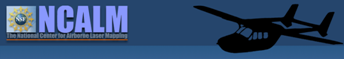 NSF NCALM
The National Center for Airborne Laser Mapping